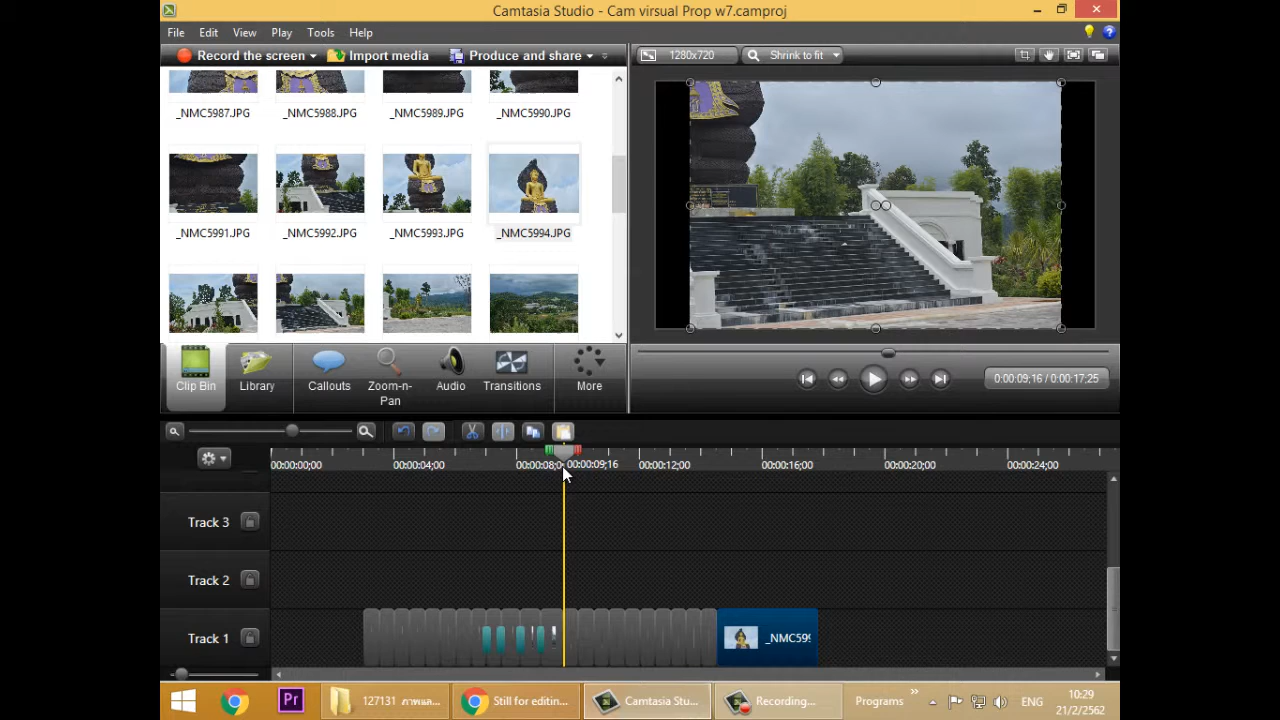 Camtasia Studio - Cam virsual Prop w7.camproj
File Edit View Play Tools Help
Record the screen Import media Produce and share
1280x720 Shrink to fit
_NMC5987.JPG _NMC5988.JPG _NMC5989.JPG _NMC5990.JPG
_NMC5991.JPG _NMC5992.JPG _NMC5993.JPG _NMC5994.JPG
Clip Bin Library Callouts Zoom-n-Pan Audio Transitions More
0:00:09;16 / 0:00:17;25
00:00:00;00 00:00:04;00 00:00:08;0 00:00:09;16 00:00:12;00 00:00:16;00 00:00:20;00 00:00:24;00
Track 3
Track 2
Track 1 _NMC599
Pr 127131 ภาพแล... Still for editin... Camtasia Stu... Recording... Programs ENG 10:29
21/2/2562